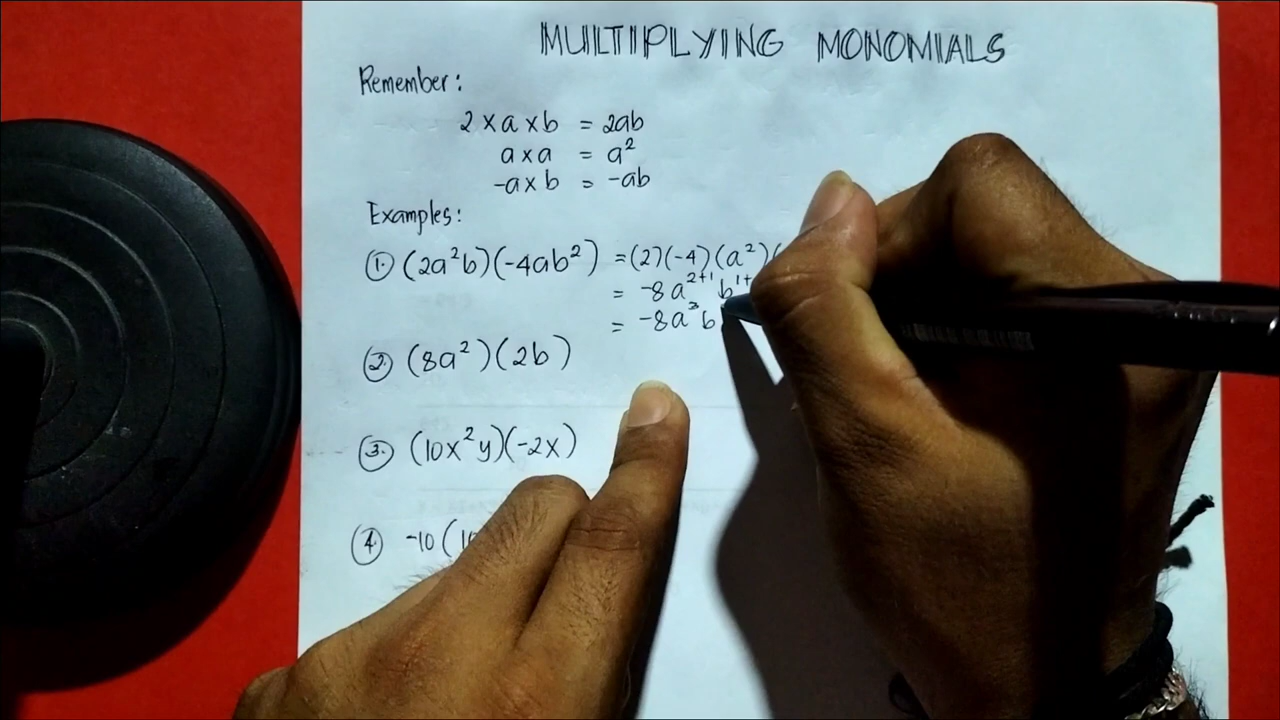 MULTIPLYING MONOMIALS
Remember:
2 x a x b = 2ab
a x a = a²
-a x b = -ab
Examples:
1. (2a²b)(-4ab²) = (2)(-4)(a²)(
= -8a²⁺¹ b¹⁺
= -8a³b
2. (8a²)(2b)
3. (10x²y)(-2x)
4. -10(